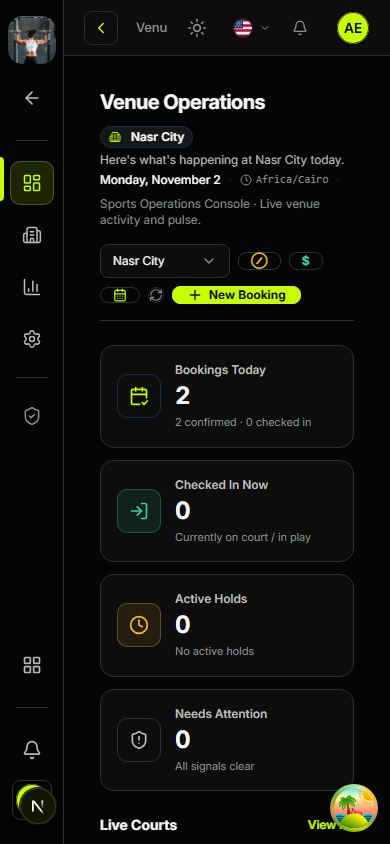 Venu
AE
Venue Operations
Nasr City
Here's what's happening at Nasr City today.
Monday, November 2 · Africa/Cairo ·
Sports Operations Console · Live venue
activity and pulse.
Nasr City
$
New Booking
Bookings Today
2
2 confirmed · 0 checked in
Checked In Now
0
Currently on court / in play
Active Holds
0
No active holds
Needs Attention
0
All signals clear
N
Live Courts
View